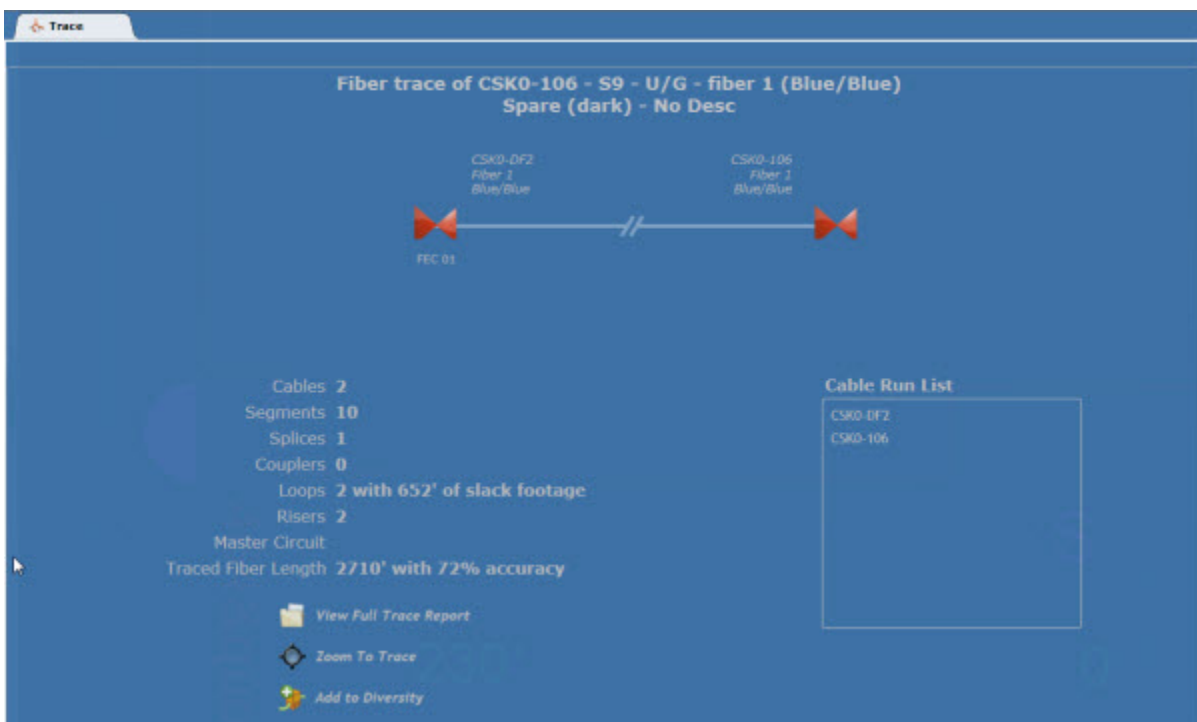 Trace
Fiber trace of CSK0-106 - S9 - U/G - fiber 1 (Blue/Blue)
Spare (dark) - No Desc
CSK0-DF2
Fiber 1
Blue/Blue
CSK0-106
Fiber 1
Blue/Blue
FEC 01
Cables 2
Segments 10
Splices 1
Couplers 0
Loops 2 with 652' of slack footage
Risers 2
Master Circuit
Traced Fiber Length 2710' with 72% accuracy
View Full Trace Report
Zoom To Trace
Add to Diversity
Cable Run List
CSK0-DF2
CSK0-106